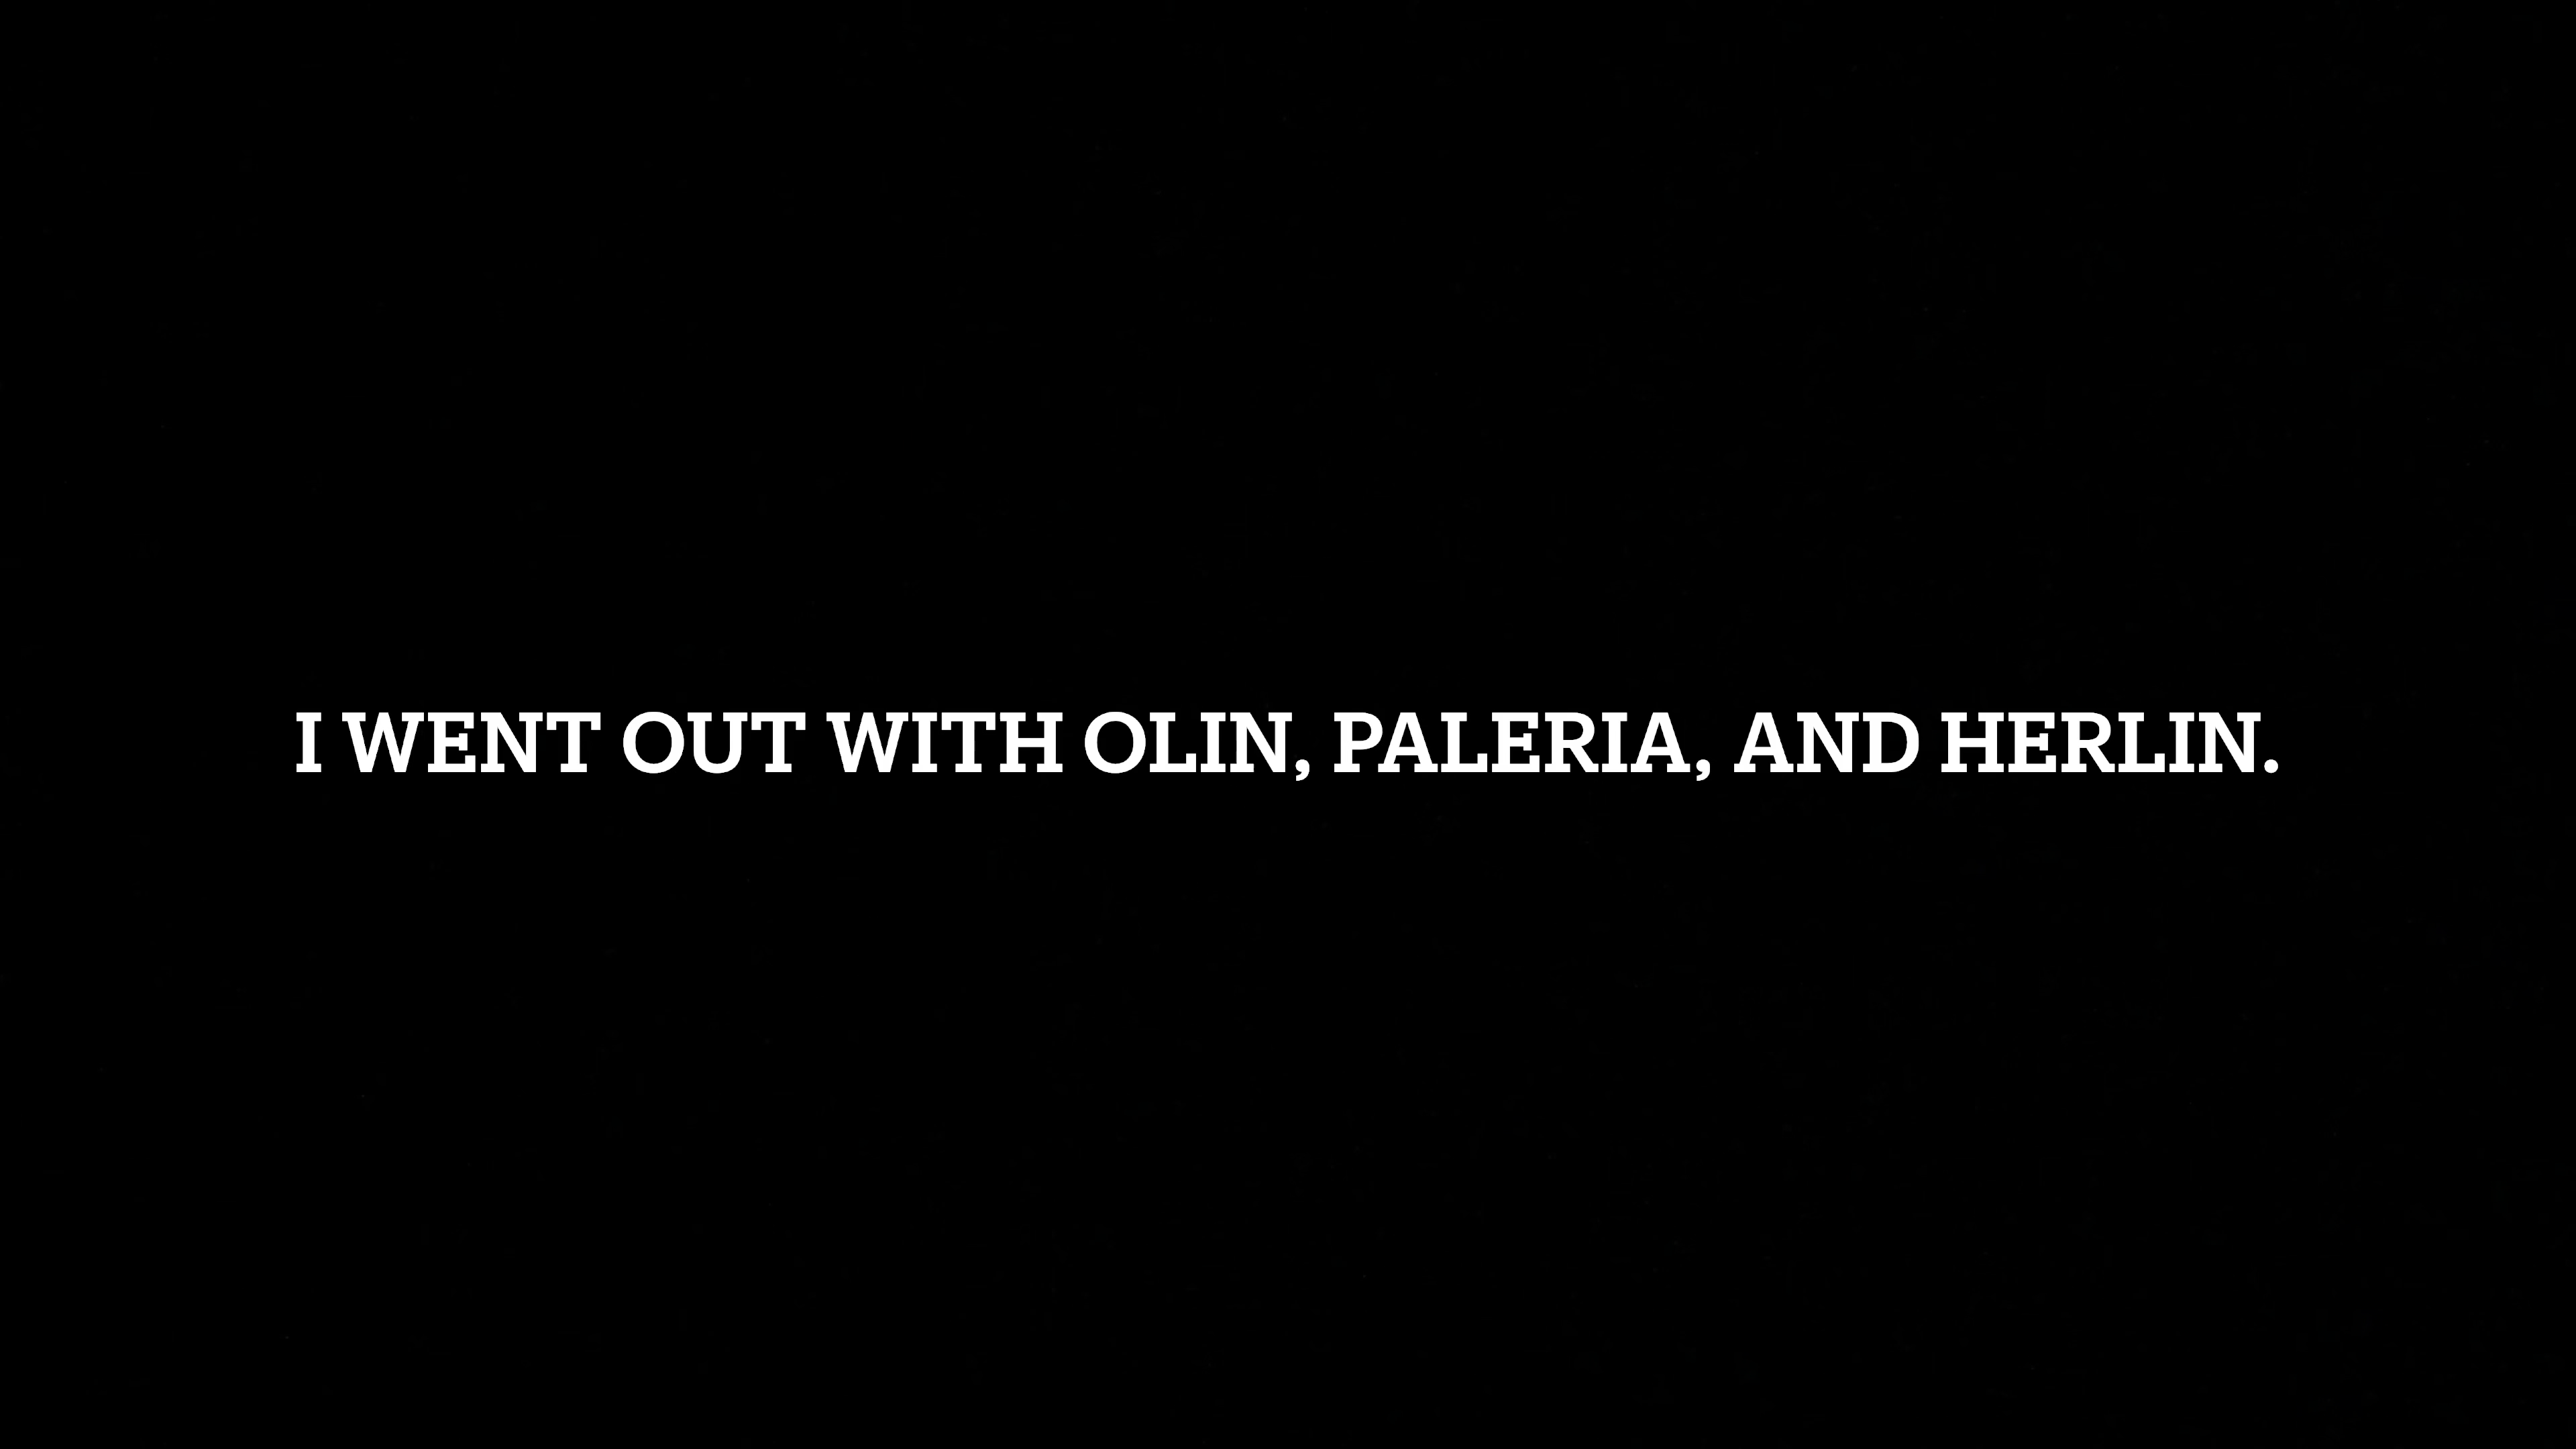 I WENT OUT WITH OLIN, PALERIA, AND HERLIN.